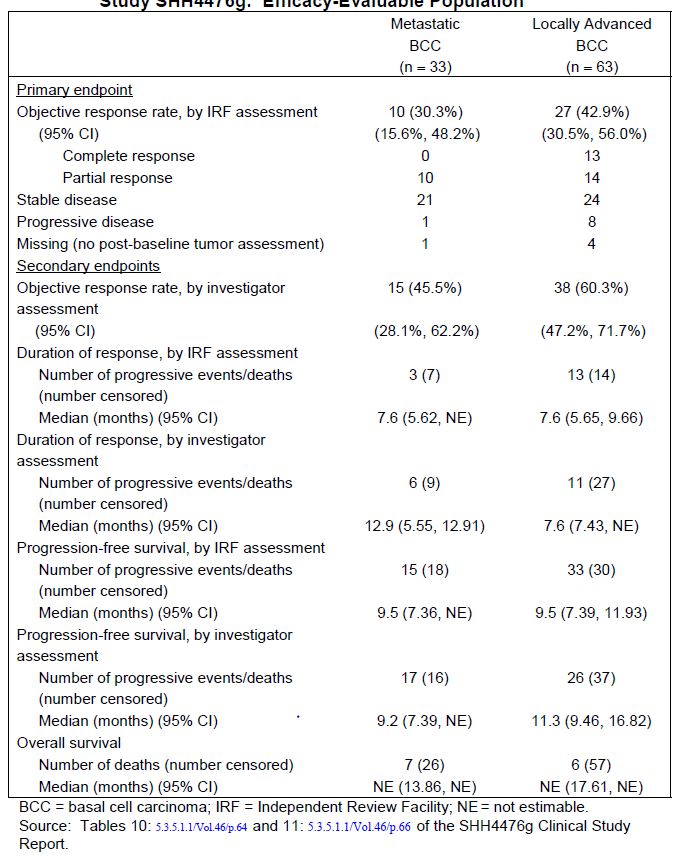 Study SHH4476g: Efficacy-Evaluable Population
Metastatic Locally Advanced
BCC BCC
(n = 33) (n = 63)
Primary endpoint
Objective response rate, by IRF assessment 10 (30.3%) 27 (42.9%)
(95% CI) (15.6%, 48.2%) (30.5%, 56.0%)
Complete response 0 13
Partial response 10 14
Stable disease 21 24
Progressive disease 1 8
Missing (no post-baseline tumor assessment) 1 4
Secondary endpoints
Objective response rate, by investigator 15 (45.5%) 38 (60.3%)
assessment
(95% CI) (28.1%, 62.2%) (47.2%, 71.7%)
Duration of response, by IRF assessment
Number of progressive events/deaths 3 (7) 13 (14)
(number censored)
Median (months) (95% CI) 7.6 (5.62, NE) 7.6 (5.65, 9.66)
Duration of response, by investigator
assessment
Number of progressive events/deaths 6 (9) 11 (27)
(number censored)
Median (months) (95% CI) 12.9 (5.55, 12.91) 7.6 (7.43, NE)
Progression-free survival, by IRF assessment
Number of progressive events/deaths 15 (18) 33 (30)
(number censored)
Median (months) (95% CI) 9.5 (7.36, NE) 9.5 (7.39, 11.93)
Progression-free survival, by investigator
assessment
Number of progressive events/deaths 17 (16) 26 (37)
(number censored)
Median (months) (95% CI) 9.2 (7.39, NE) 11.3 (9.46, 16.82)
Overall survival
Number of deaths (number censored) 7 (26) 6 (57)
Median (months) (95% CI) NE (13.86, NE) NE (17.61, NE)
BCC = basal cell carcinoma; IRF = Independent Review Facility; NE = not estimable.
Source: Tables 10: 5.3.5.1.1/Vol.46/p.64 and 11: 5.3.5.1.1/Vol.46/p.66 of the SHH4476g Clinical Study
Report.